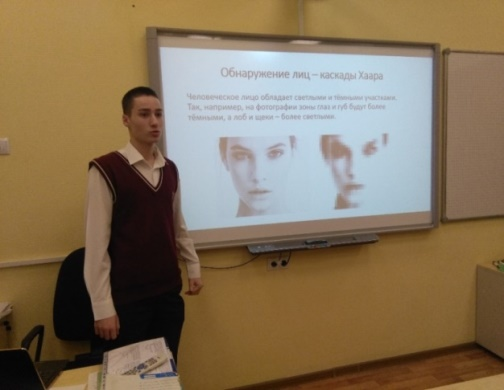 Обнаружение лиц – каскады Хаара
Человеческое лицо обладает светлыми и тёмными участками.
Так, например, на фотографии зоны глаз и губ будут более
тёмными, а лоб и щеки – более светлыми.